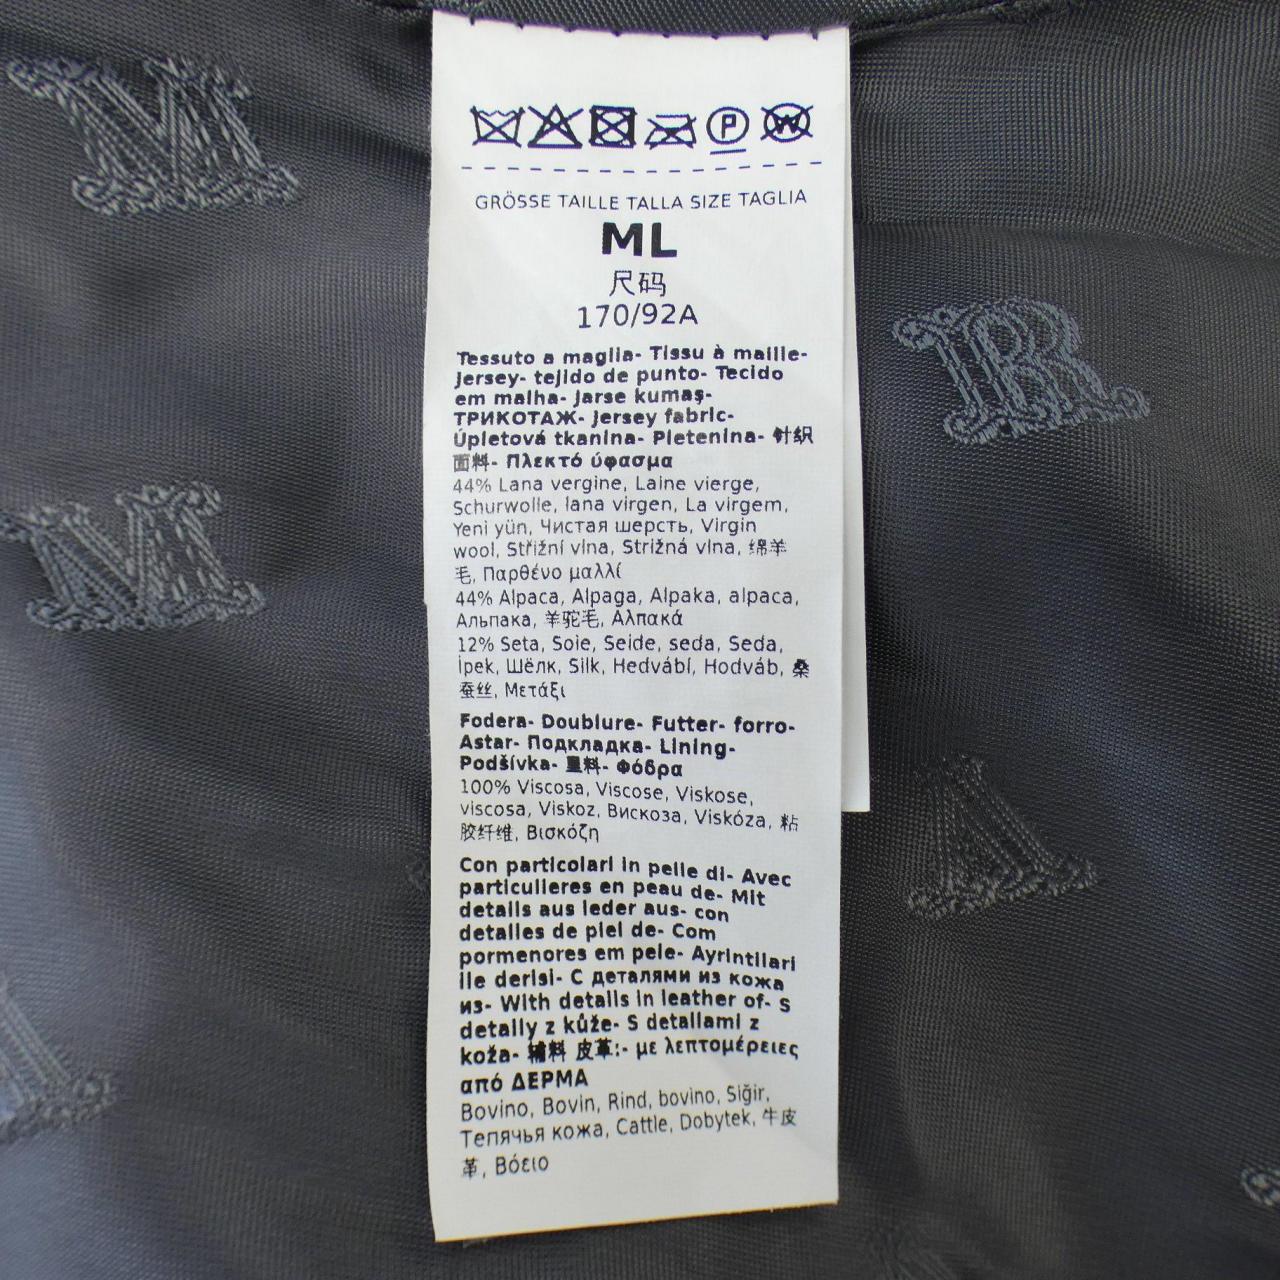 P W
GRÖSSE TAILLE TALLA SIZE TAGLIA
ML
尺码
170/92A
Tessuto a maglia- Tissu à maille-
Jersey- tejido de punto- Tecido
em malha- Jarse kumaş-
ТРИКОТАЖ- Jersey fabric-
Úpletová tkanina- Pletenina- 针织
面料- Πλεκτό ύφασμα
44% Lana vergine, Laine vierge,
Schurwolle, lana virgen, La virgem,
Yeni yün, Чистая шерсть, Virgin
wool, Střižní vlna, Strižná vlna, 绵羊
毛, Παρθένο μαλλί
44% Alpaca, Alpaga, Alpaka, alpaca,
Альпака, 羊驼毛, Αλπακά
12% Seta, Soie, Seide, seda, Seda,
İpek, Шёлк, Silk, Hedvábí, Hodváb, 桑
蚕丝, Μετάξι
Fodera- Doublure- Futter- forro-
Astar- Подкладка- Lining-
Podšívka- 里料- Φόδρα
100% Viscosa, Viscose, Viskose,
viscosa, Viskoz, Вискоза, Viskóza, 粘
胶纤维, Βισκόζη
Con particolari in pelle di- Avec
particulieres en peau de- Mit
details aus leder aus- con
detalles de piel de- Com
pormenores em pele- Ayrintilari
ile derisi- С деталями из кожа
из- With details in leather of- S
detaily z kůže- S detailami z
koža- 辅料 皮革:- με λεπτομέρειες
από ΔΕΡΜΑ
Bovino, Bovin, Rind, bovino, Siğir,
Тепячья кожа, Cattle, Dobytek, 牛皮
革, Βόειο